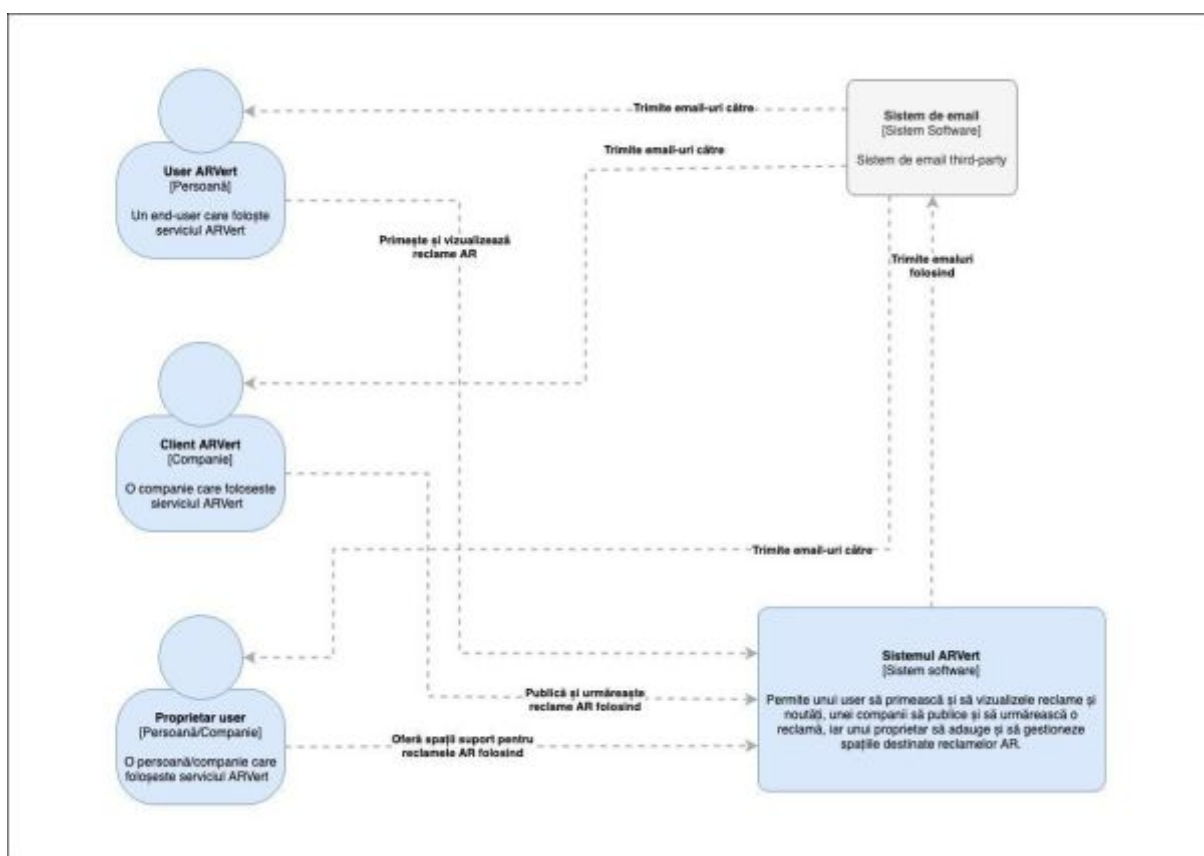 Trimite email-uri către
Sistem de email
[Sistem Software]
Sistem de email third-party
Trimite email-uri către
User ARVert
[Persoană]
Un end-user care foloște
serviciul ARVert
Primește și vizualizează
reclame AR
Trimite emaluri
folosind
Client ARVert
[Companie]
O companie care foloseste
sierviciul ARVert
Trimite email-uri către
Sistemul ARVert
[Sistem software]
Permite unui user să primească și să vizualizele reclame și
noutăți, unei companii să publice și să urmărească o
reclamă, iar unui proprietar să adauge și să gestioneze
spațiile destinate reclamelor AR.
Publică și urmăreaște
reclame AR folosind
Proprietar user
[Persoană/Companie]
O persoană/companie care
foloșeste serviciul ARVert
Oferă spații suport pentru
reclamele AR folosind